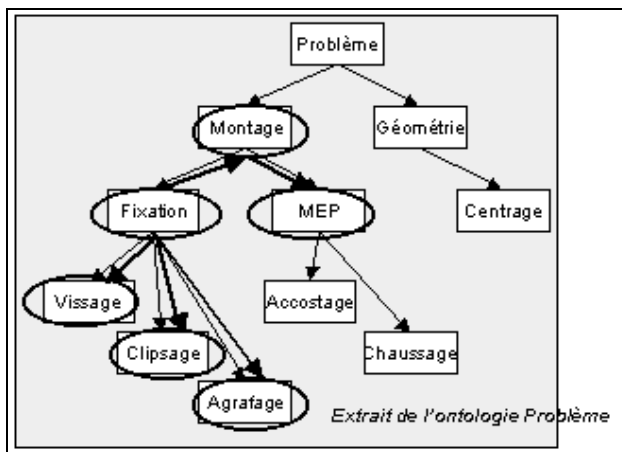 Problème
Montage
Géométrie
Fixation
MEP
Centrage
Vissage
Accostage
Clipsage
Chaussage
Agrafage
Extrait de l'ontologie Problème